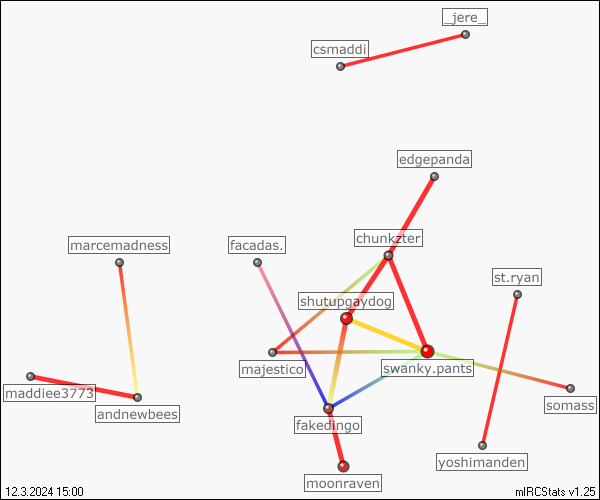 _jere_
csmaddi
edgepanda
chunkzter
marcemadness
facadas.
st.ryan
shutupgaydog
majestico
swanky.pants
maddiee3773
andnewbees
somass
fakedingo
yoshimanden
moonraven
12.3.2024 15:00
mIRCStats v1.25